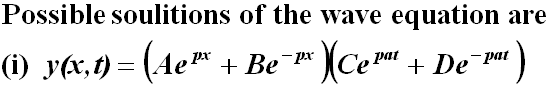 Possible soulitions of the wave equation are
(i) y(x,t) = (Ae^{px} + Be^{-px})(Ce^{pat} + De^{-pat})